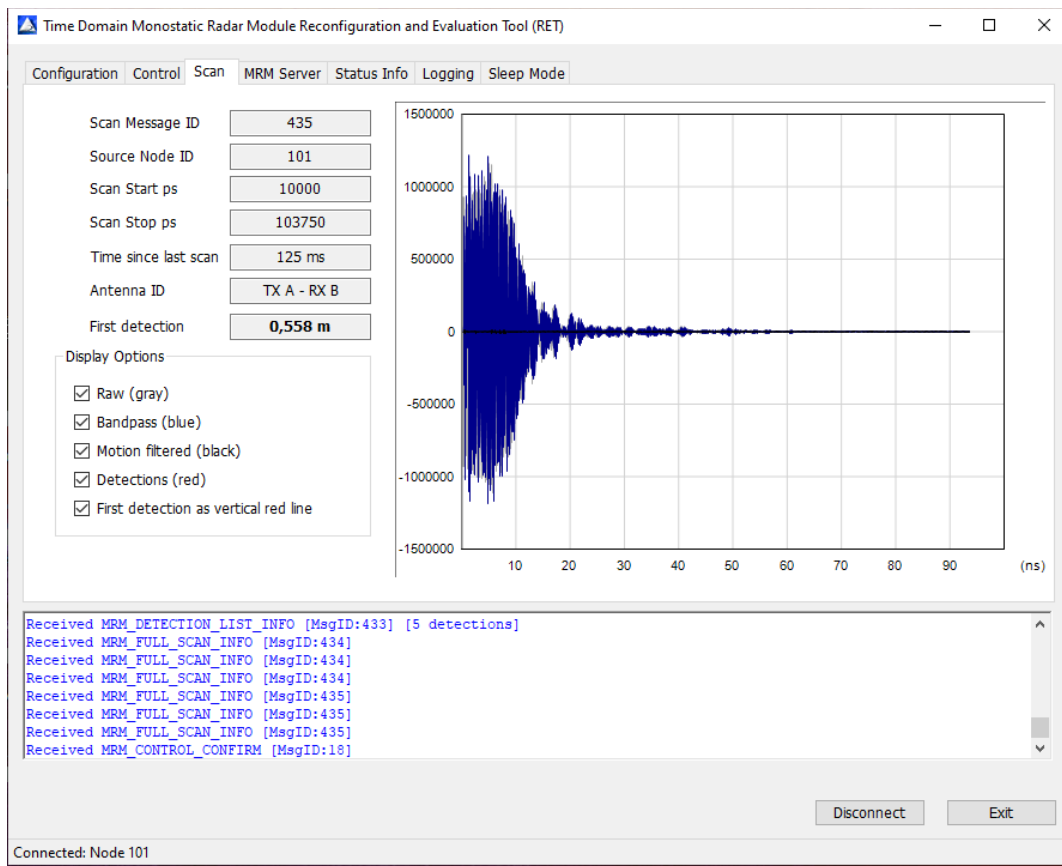 Time Domain Monostatic Radar Module Reconfiguration and Evaluation Tool (RET)
Configuration Control Scan MRM Server Status Info Logging Sleep Mode
Scan Message ID 435
Source Node ID 101
Scan Start ps 10000
Scan Stop ps 103750
Time since last scan 125 ms
Antenna ID TX A - RX B
First detection 0,558 m
Display Options
Raw (gray)
Bandpass (blue)
Motion filtered (black)
Detections (red)
First detection as vertical red line
1500000
1000000
500000
0
-500000
-1000000
-1500000
10 20 30 40 50 60 70 80 90 (ns)
Received MRM_DETECTION_LIST_INFO [MsgID:433] [5 detections]
Received MRM_FULL_SCAN_INFO [MsgID:434]
Received MRM_FULL_SCAN_INFO [MsgID:434]
Received MRM_FULL_SCAN_INFO [MsgID:434]
Received MRM_FULL_SCAN_INFO [MsgID:435]
Received MRM_FULL_SCAN_INFO [MsgID:435]
Received MRM_FULL_SCAN_INFO [MsgID:435]
Received MRM_CONTROL_CONFIRM [MsgID:18]
Disconnect Exit
Connected: Node 101